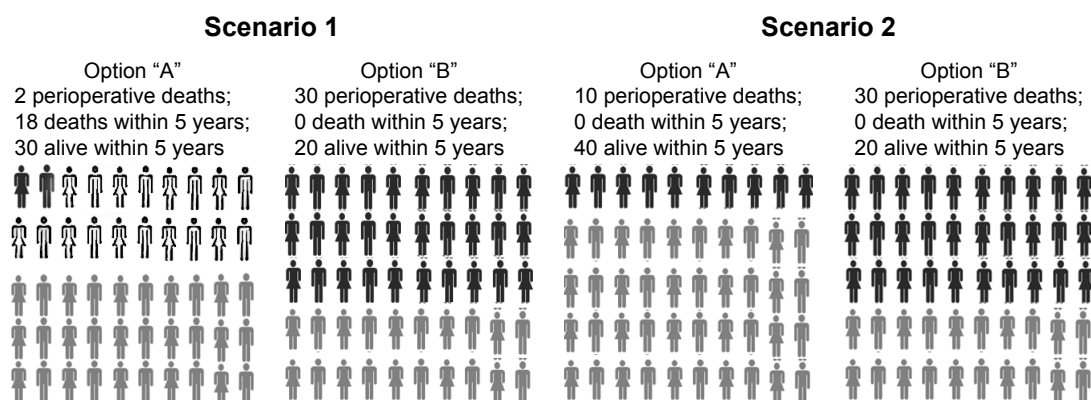 Scenario 1
Option “A”
2 perioperative deaths;
18 deaths within 5 years;
30 alive within 5 years
Option “B”
30 perioperative deaths;
0 death within 5 years;
20 alive within 5 years
Scenario 2
Option “A”
10 perioperative deaths;
0 death within 5 years;
40 alive within 5 years
Option “B”
30 perioperative deaths;
0 death within 5 years;
20 alive within 5 years